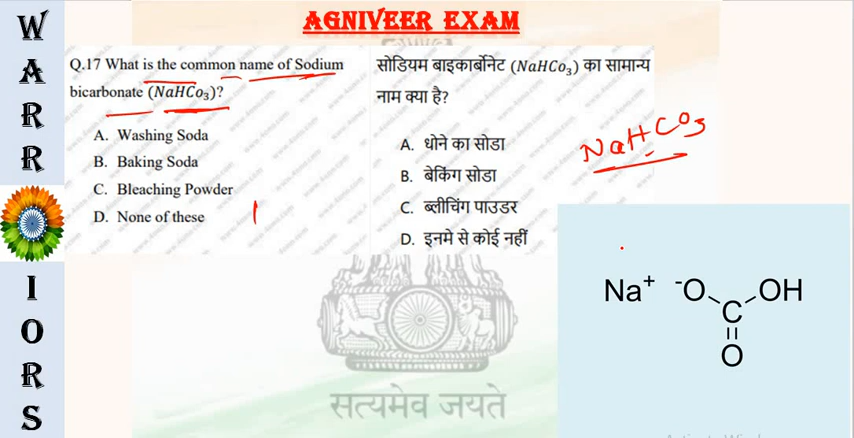 AGNIVEER EXAM
WARRIORS
Q.17 What is the common name of Sodium
bicarbonate (NaHCo₃)?
A. Washing Soda
B. Baking Soda
C. Bleaching Powder
D. None of these
सोडियम बाइकार्बोनेट (NaHCo₃) का सामान्य
नाम क्या है?
A. धोने का सोडा
B. बेकिंग सोडा
C. ब्लीचिंग पाउडर
D. इनमे से कोई नहीं
NaHCO₃
Na⁺ ⁻O C OH
O
सत्यमेव जयते